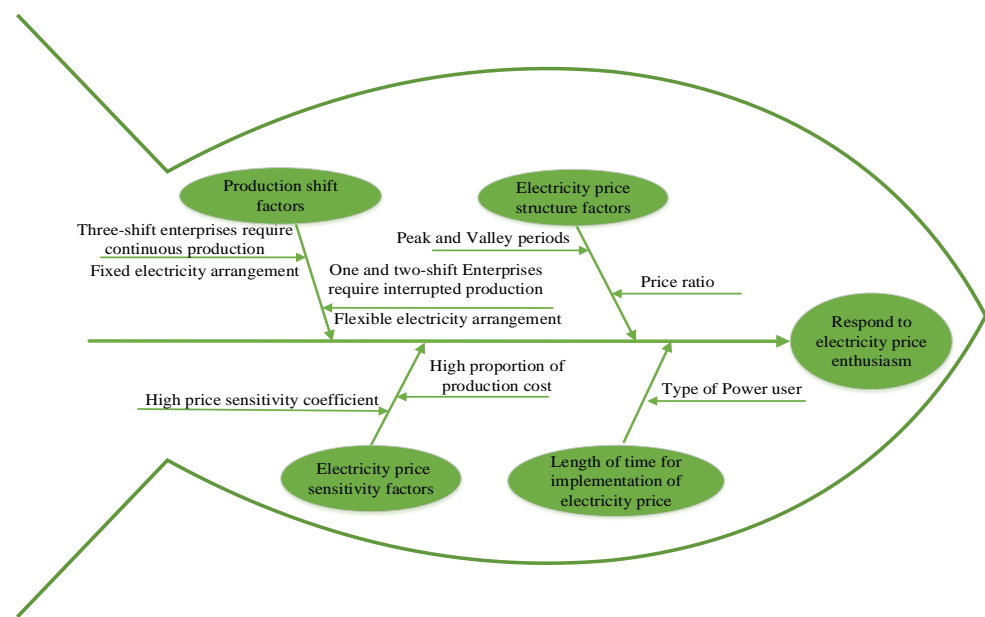 Production shift
factors
Electricity price
structure factors
Three-shift enterprises require
continuous production
Fixed electricity arrangement
Peak and Valley periods
One and two-shift Enterprises
require interrupted production
Flexible electricity arrangement
Price ratio
Respond to
electricity price
enthusiasm
High proportion of
production cost
High price sensitivity coefficient
Type of Power user
Electricity price
sensitivity factors
Length of time for
implementation of
electricity price